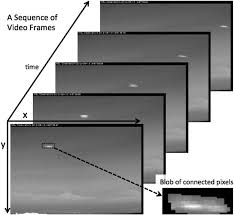 A Sequence of
Video Frames
time
x
y
Blob of connected pixels